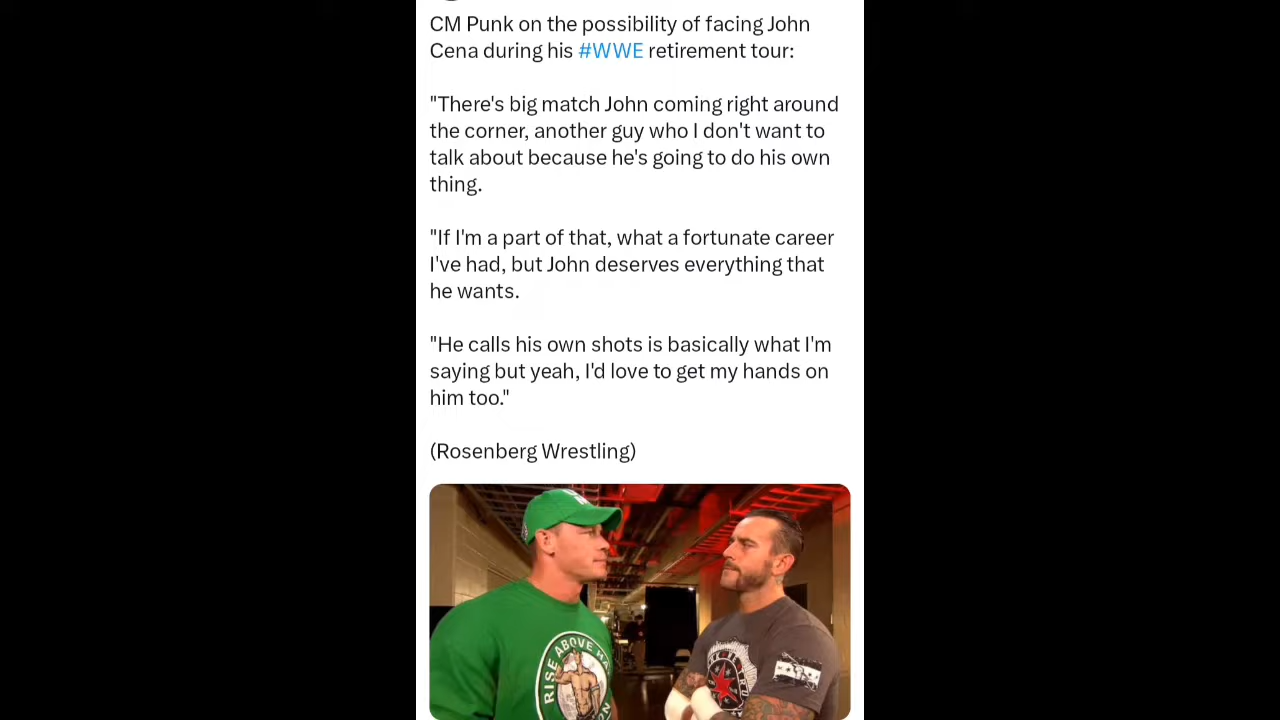 CM Punk on the possibility of facing John
Cena during his #WWE retirement tour:
"There's big match John coming right around
the corner, another guy who I don't want to
talk about because he's going to do his own
thing.
"If I'm a part of that, what a fortunate career
I've had, but John deserves everything that
he wants.
"He calls his own shots is basically what I'm
saying but yeah, I'd love to get my hands on
him too."
(Rosenberg Wrestling)
RISE ABOVE HA